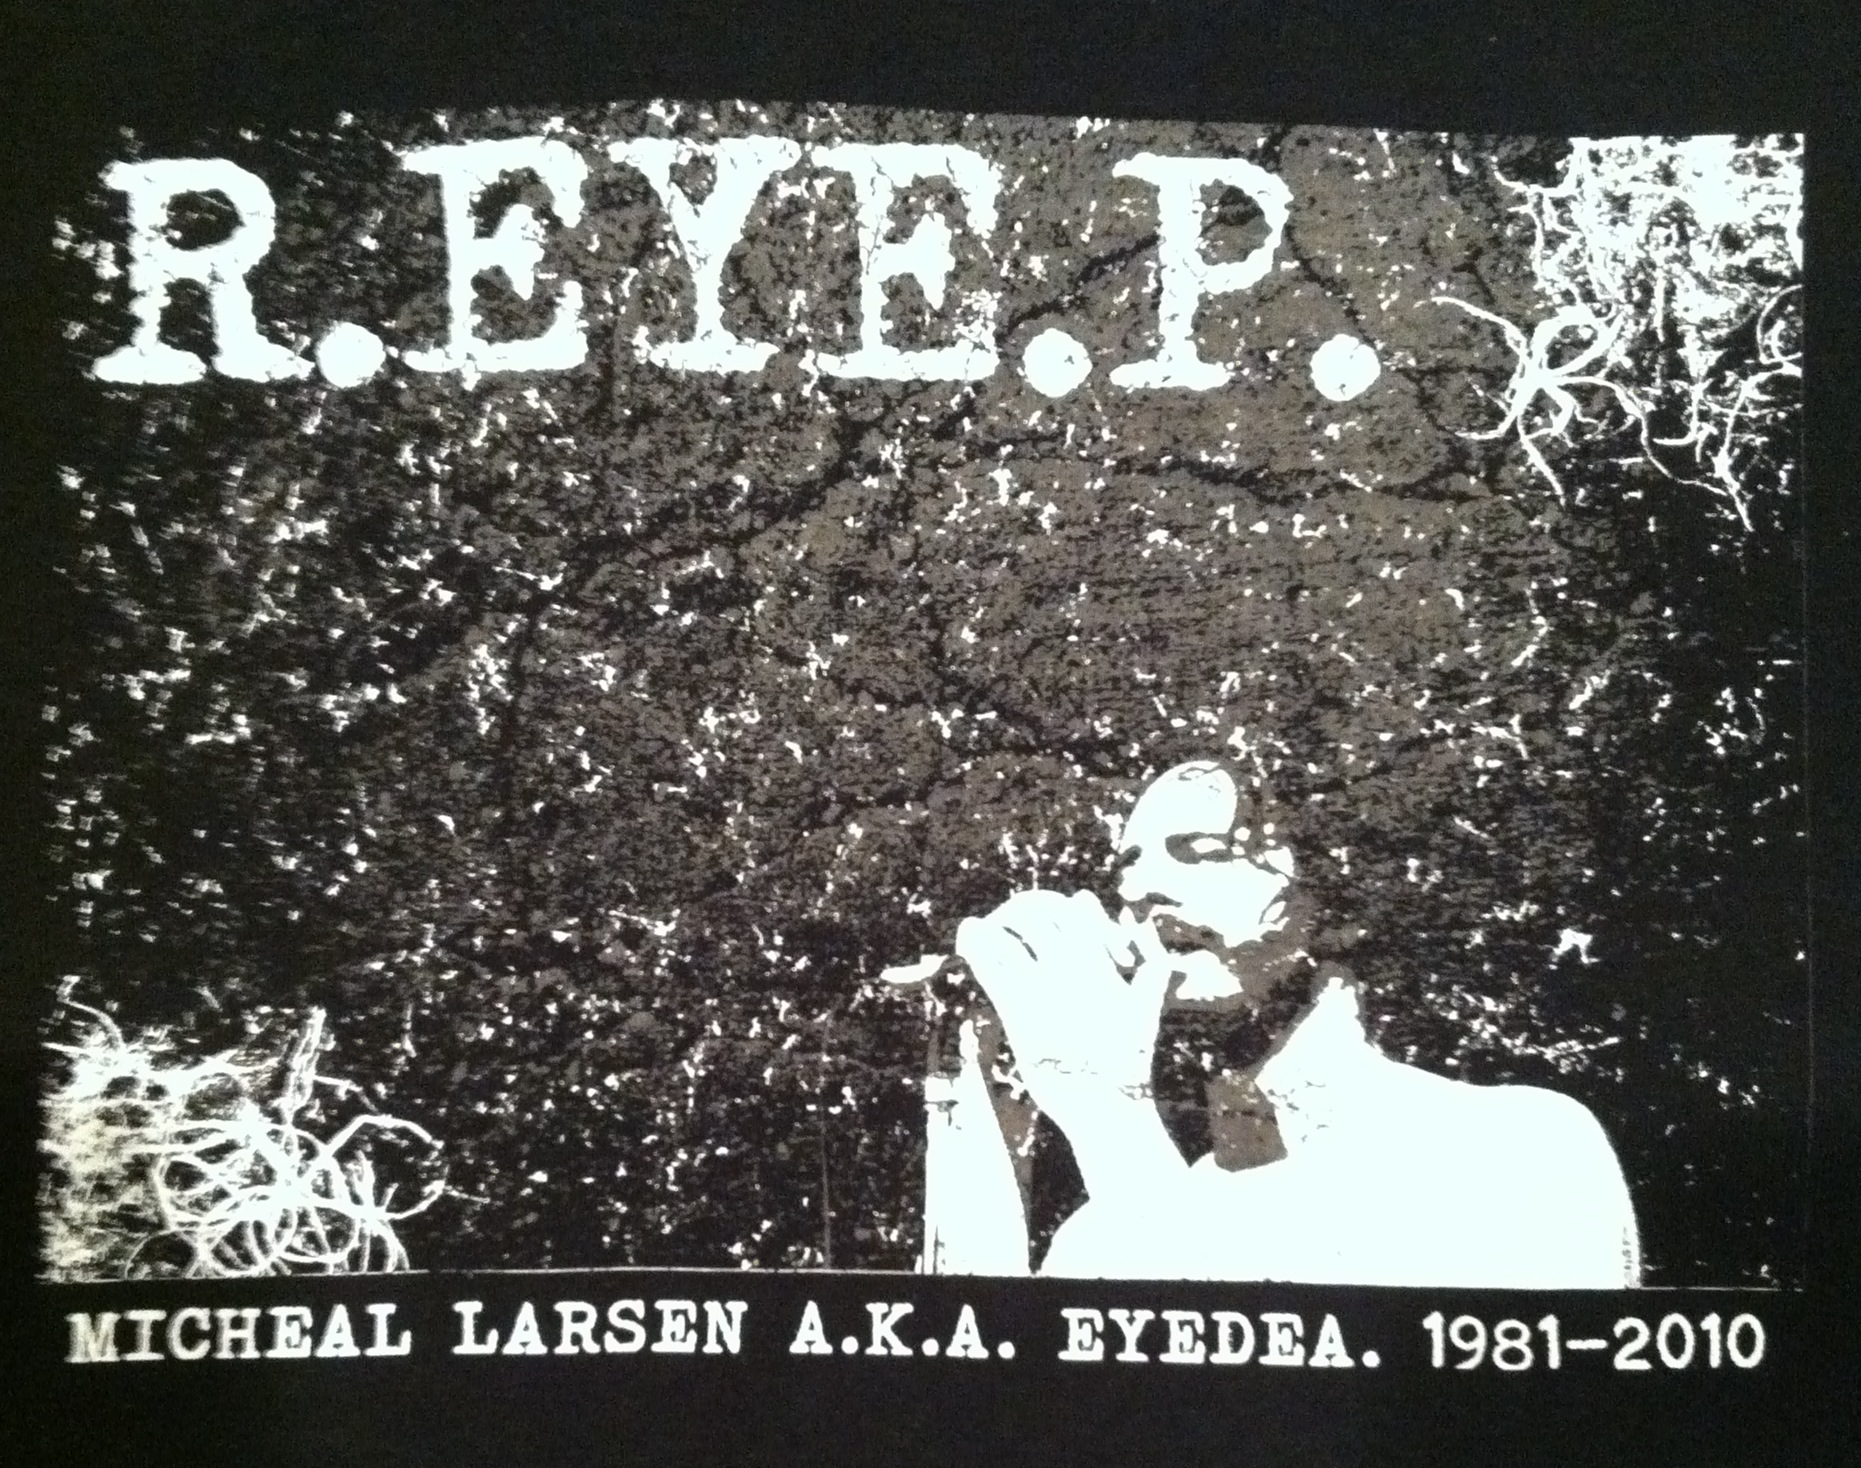 R.EYE.P.
MICHEAL LARSEN A.K.A. EYEDEA. 1981-2010